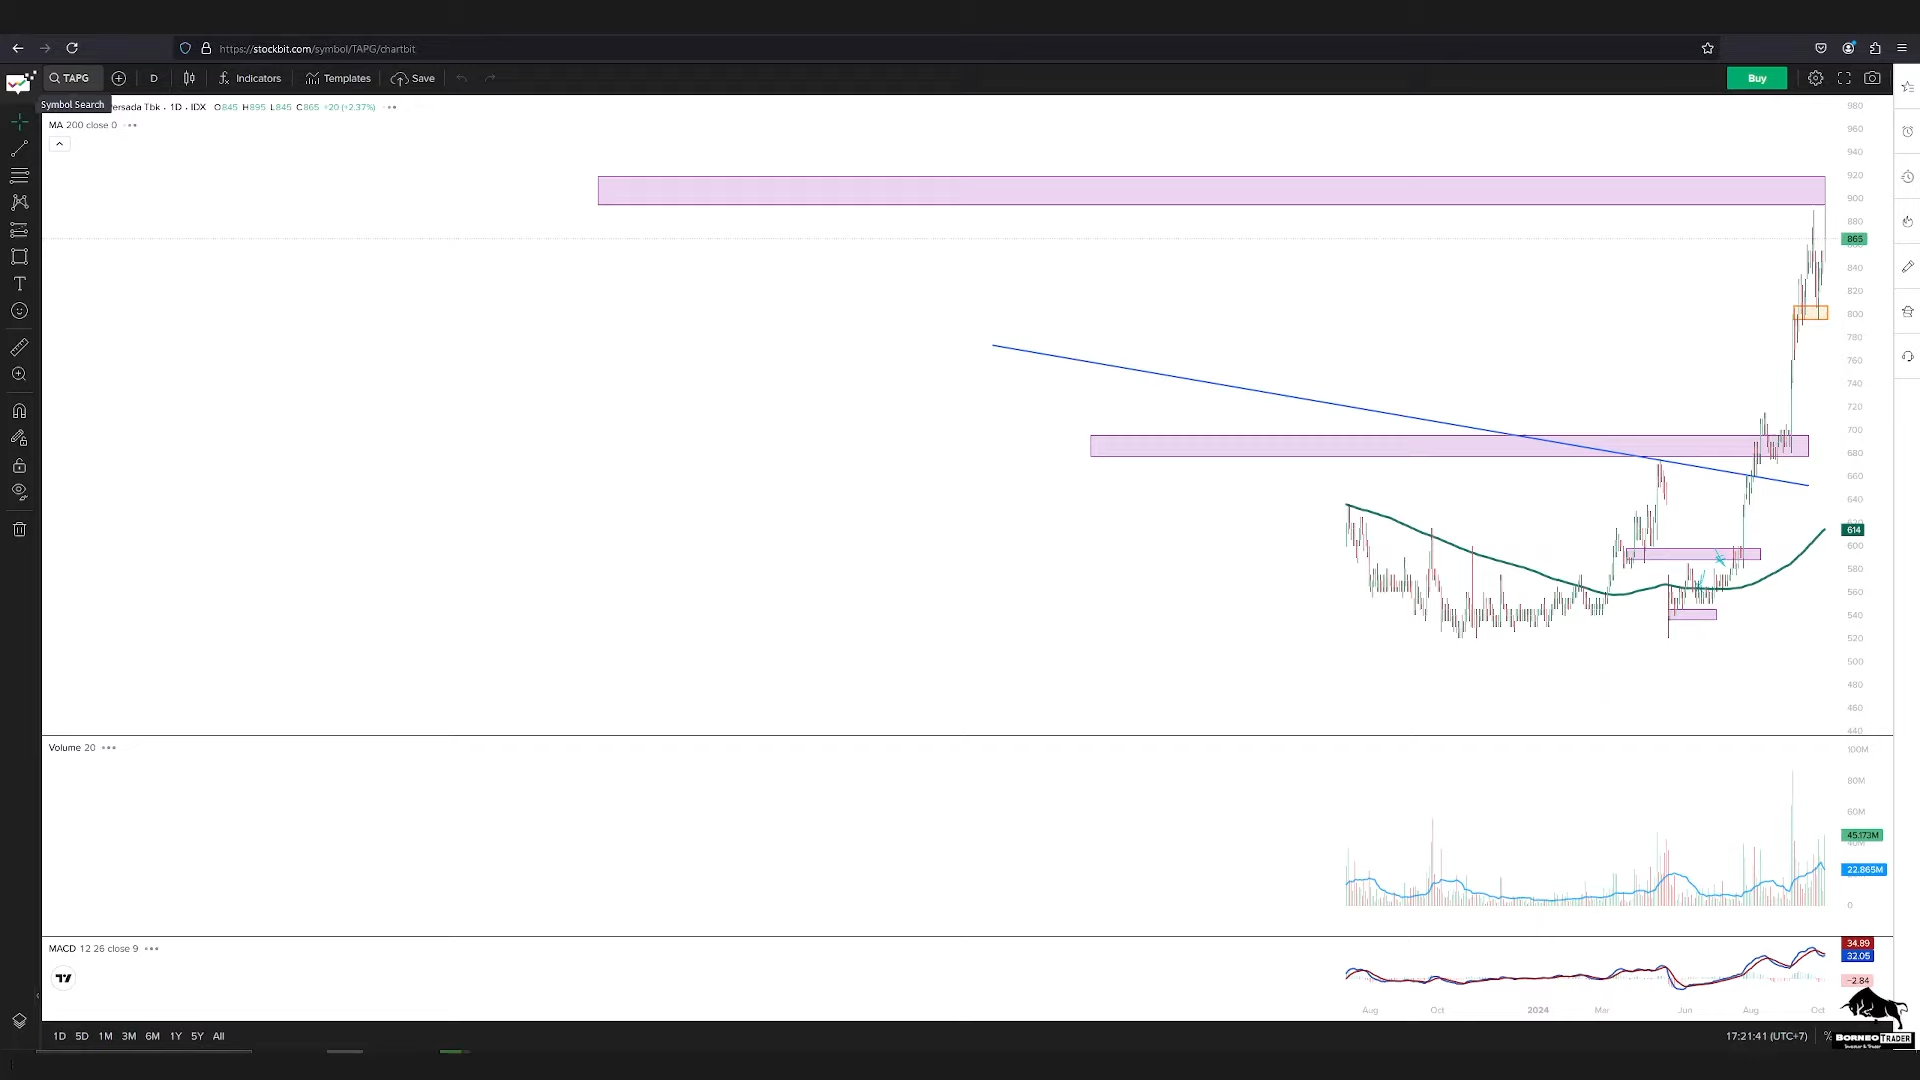 https://stockbit.com/symbol/TAPG/chartbit
TAPG D Indicators Templates Save Buy
Symbol Search
ersada Tbk · 1D · IDX O845 H895 L845 C865 +20 (+2.37%)
MA 200 close 0
980
960
940
920
900
880
865
840
820
800
780
760
740
720
700
680
660
640
614
600
580
560
540
520
500
480
460
440
Volume 20
100M
80M
60M
45.173M
40M
22.865M
0
MACD 12 26 close 9
34.89
32.05
−2.84
Aug Oct 2024 Mar Jun Aug Oct
1D 5D 1M 3M 6M 1Y 5Y All
17:21:41 (UTC+7) %
BORNEO TRADER
Investor & Trader